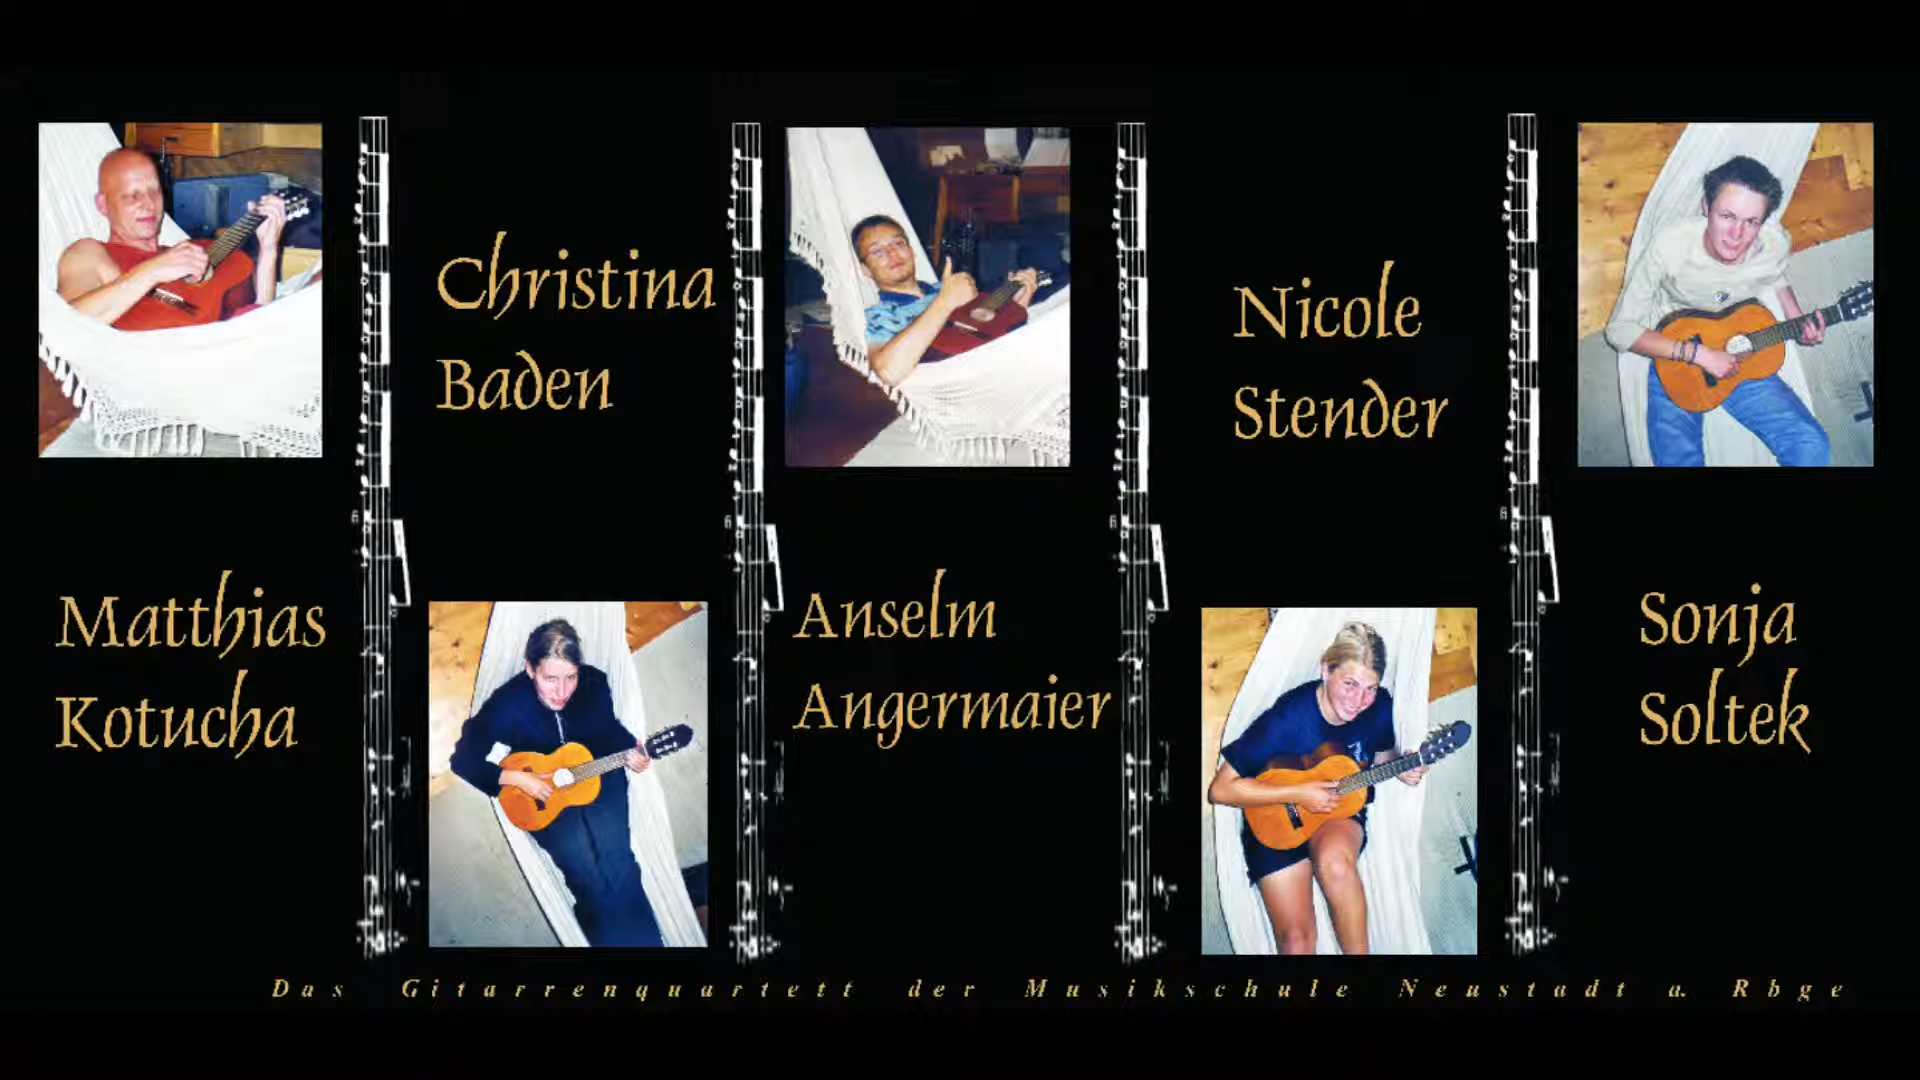 Matthias
Kotucha
Christina
Baden
Anselm
Angermaier
Nicole
Stender
Sonja
Soltek
Das Gitarrenquartett der Musikschule Neustadt a. Rbge